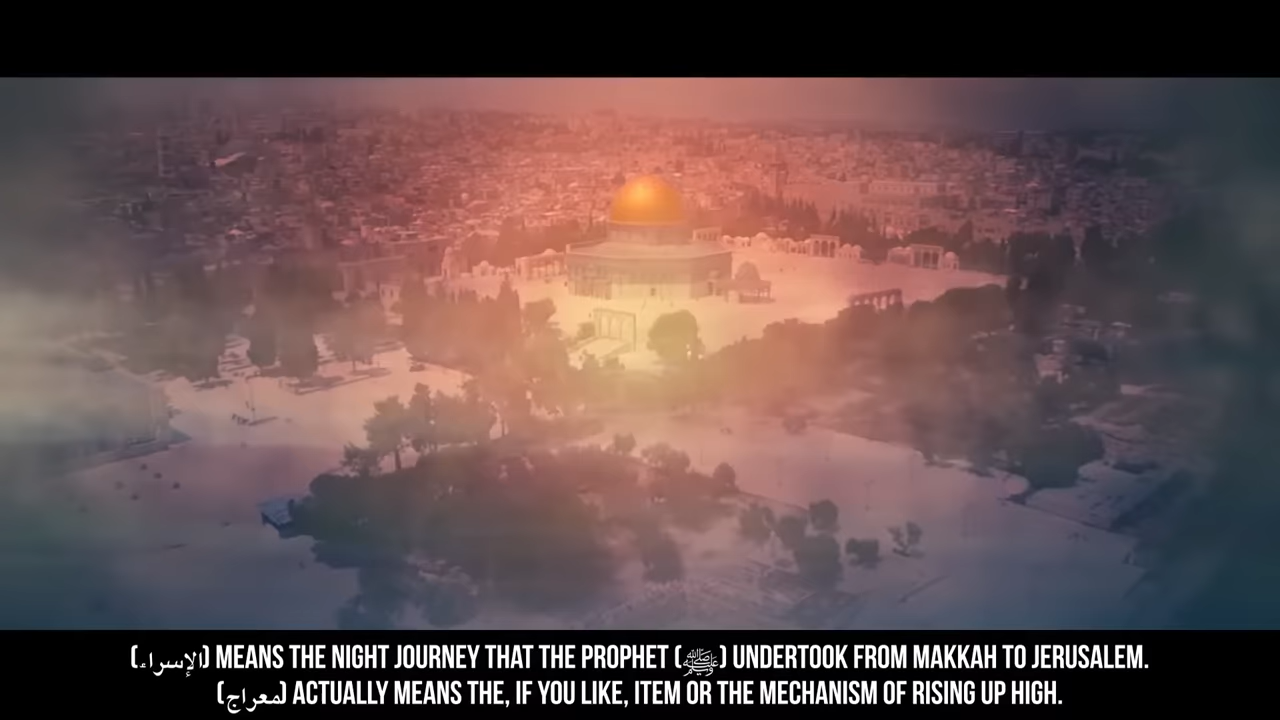 (الإسراء) MEANS THE NIGHT JOURNEY THAT THE PROPHET (ﷺ) UNDERTOOK FROM MAKKAH TO JERUSALEM.
(معراج) ACTUALLY MEANS THE, IF YOU LIKE, ITEM OR THE MECHANISM OF RISING UP HIGH.